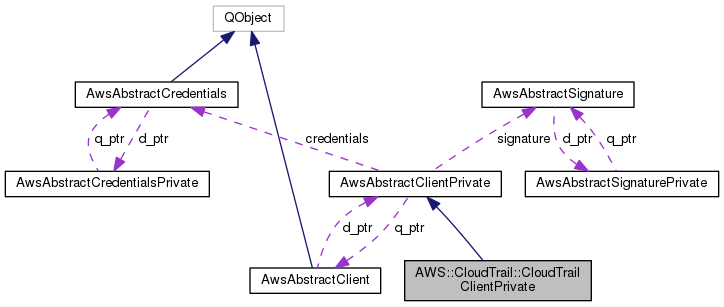 QObject
AwsAbstractCredentials
AwsAbstractSignature
q_ptr
d_ptr
credentials
signature
d_ptr
q_ptr
AwsAbstractCredentialsPrivate
AwsAbstractClientPrivate
AwsAbstractSignaturePrivate
d_ptr
q_ptr
AwsAbstractClient
AWS::CloudTrail::CloudTrail
ClientPrivate